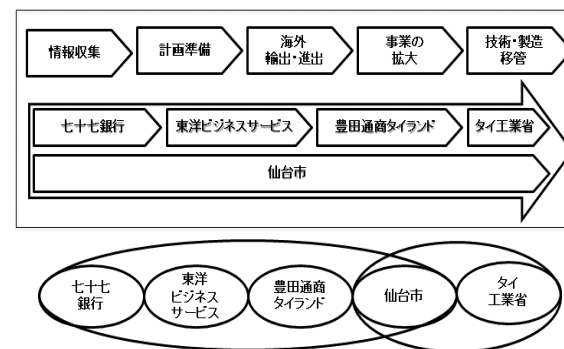 情報収集
計画準備
海外
輸出・進出
事業の
拡大
技術・製造
移管
七十七銀行
東洋ビジネスサービス
豊田通商タイランド
タイ工業省
仙台市
七十七
銀行
東洋
ビジネス
サービス
豊田通商
タイランド
仙台市
タイ
工業省